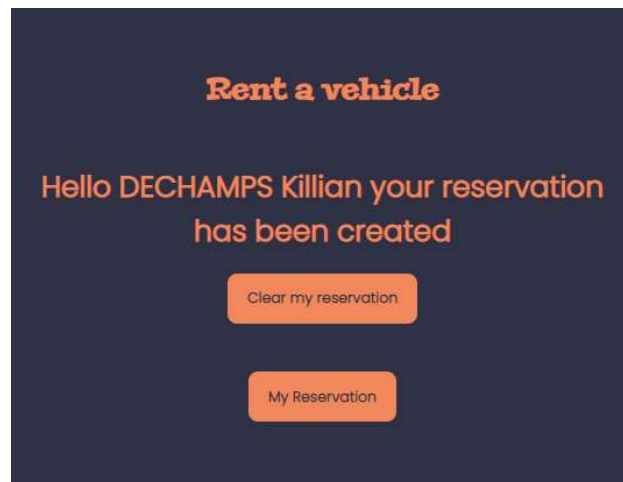 Rent a vehicle
Hello DECHAMPS Killian your reservation
has been created
Clear my reservation
My Reservation